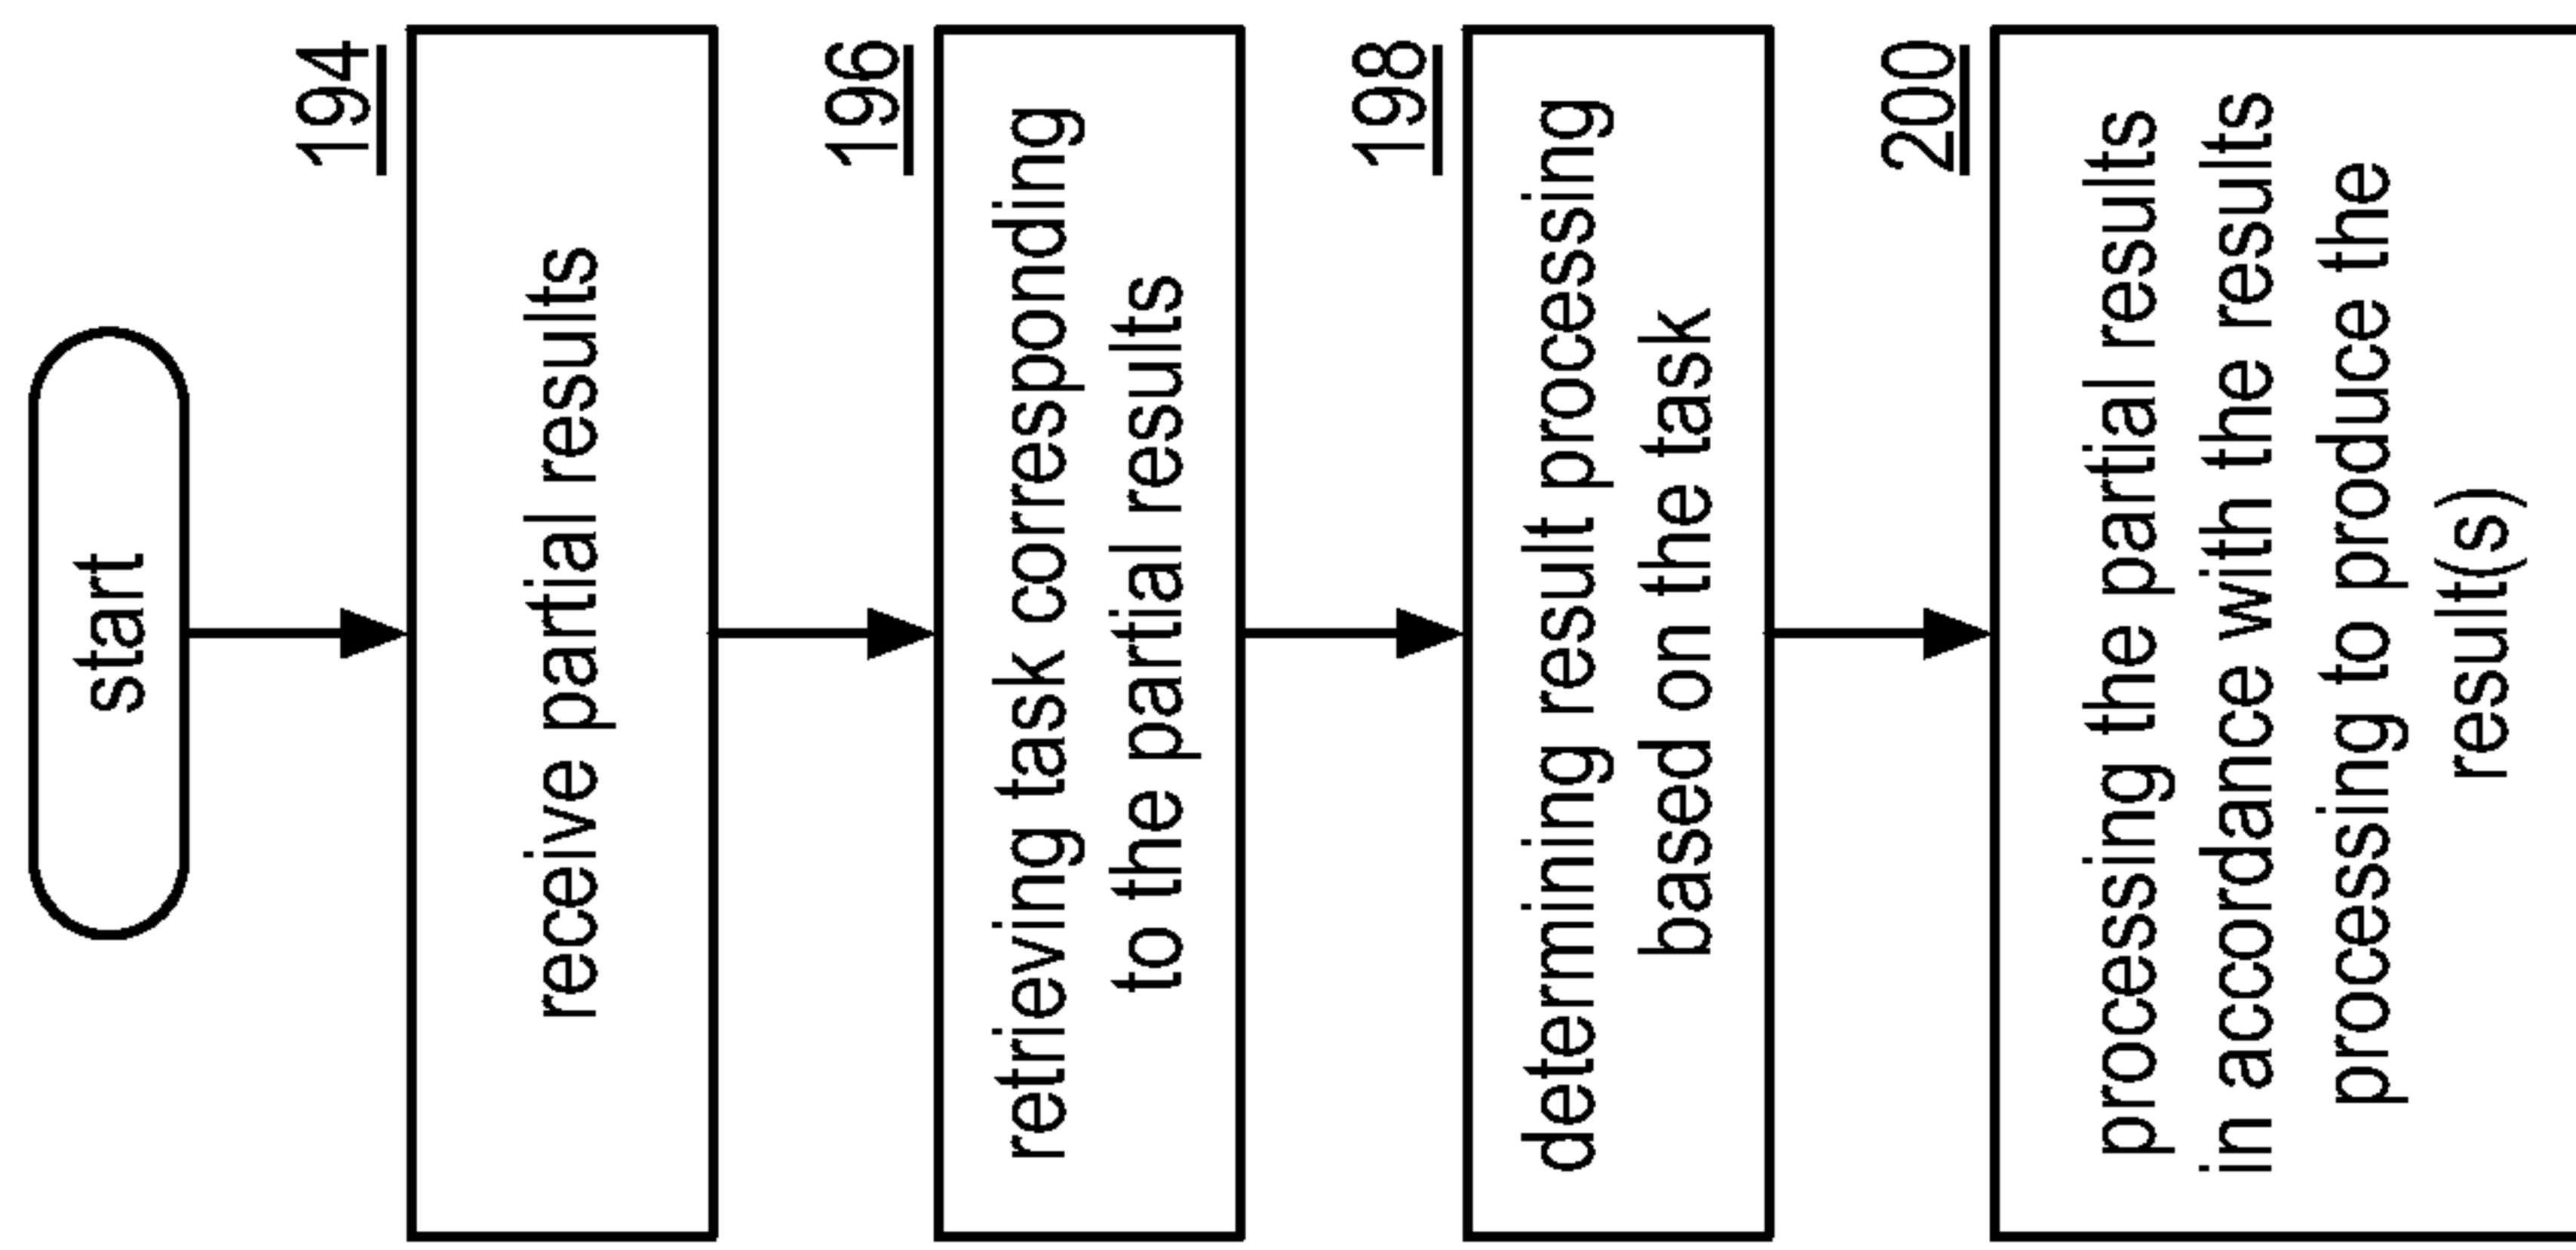 start
194
receive partial results
196
retrieving task corresponding
to the partial results
198
determining result processing
based on the task
200
processing the partial results
in accordance with the results
processing to produce the
result(s)